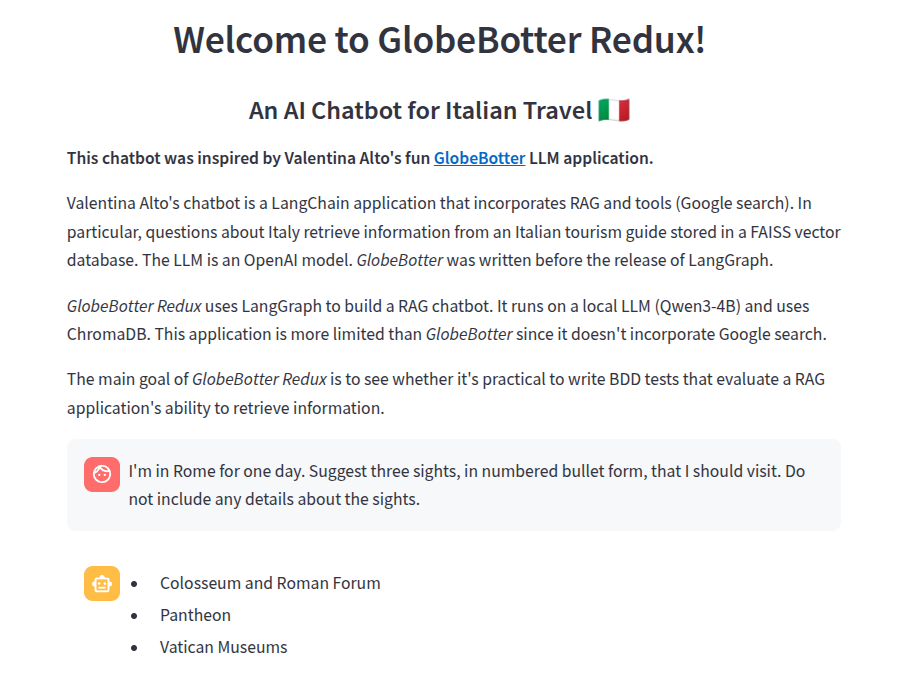 Welcome to GlobeBotter Redux!
An AI Chatbot for Italian Travel 🇮🇹
This chatbot was inspired by Valentina Alto's fun GlobeBotter LLM application.
Valentina Alto's chatbot is a LangChain application that incorporates RAG and tools (Google search). In
particular, questions about Italy retrieve information from an Italian tourism guide stored in a FAISS vector
database. The LLM is an OpenAI model. GlobeBotter was written before the release of LangGraph.
GlobeBotter Redux uses LangGraph to build a RAG chatbot. It runs on a local LLM (Qwen3-4B) and uses
ChromaDB. This application is more limited than GlobeBotter since it doesn't incorporate Google search.
The main goal of GlobeBotter Redux is to see whether it's practical to write BDD tests that evaluate a RAG
application's ability to retrieve information.
I'm in Rome for one day. Suggest three sights, in numbered bullet form, that I should visit. Do
not include any details about the sights.
• Colosseum and Roman Forum
• Pantheon
• Vatican Museums